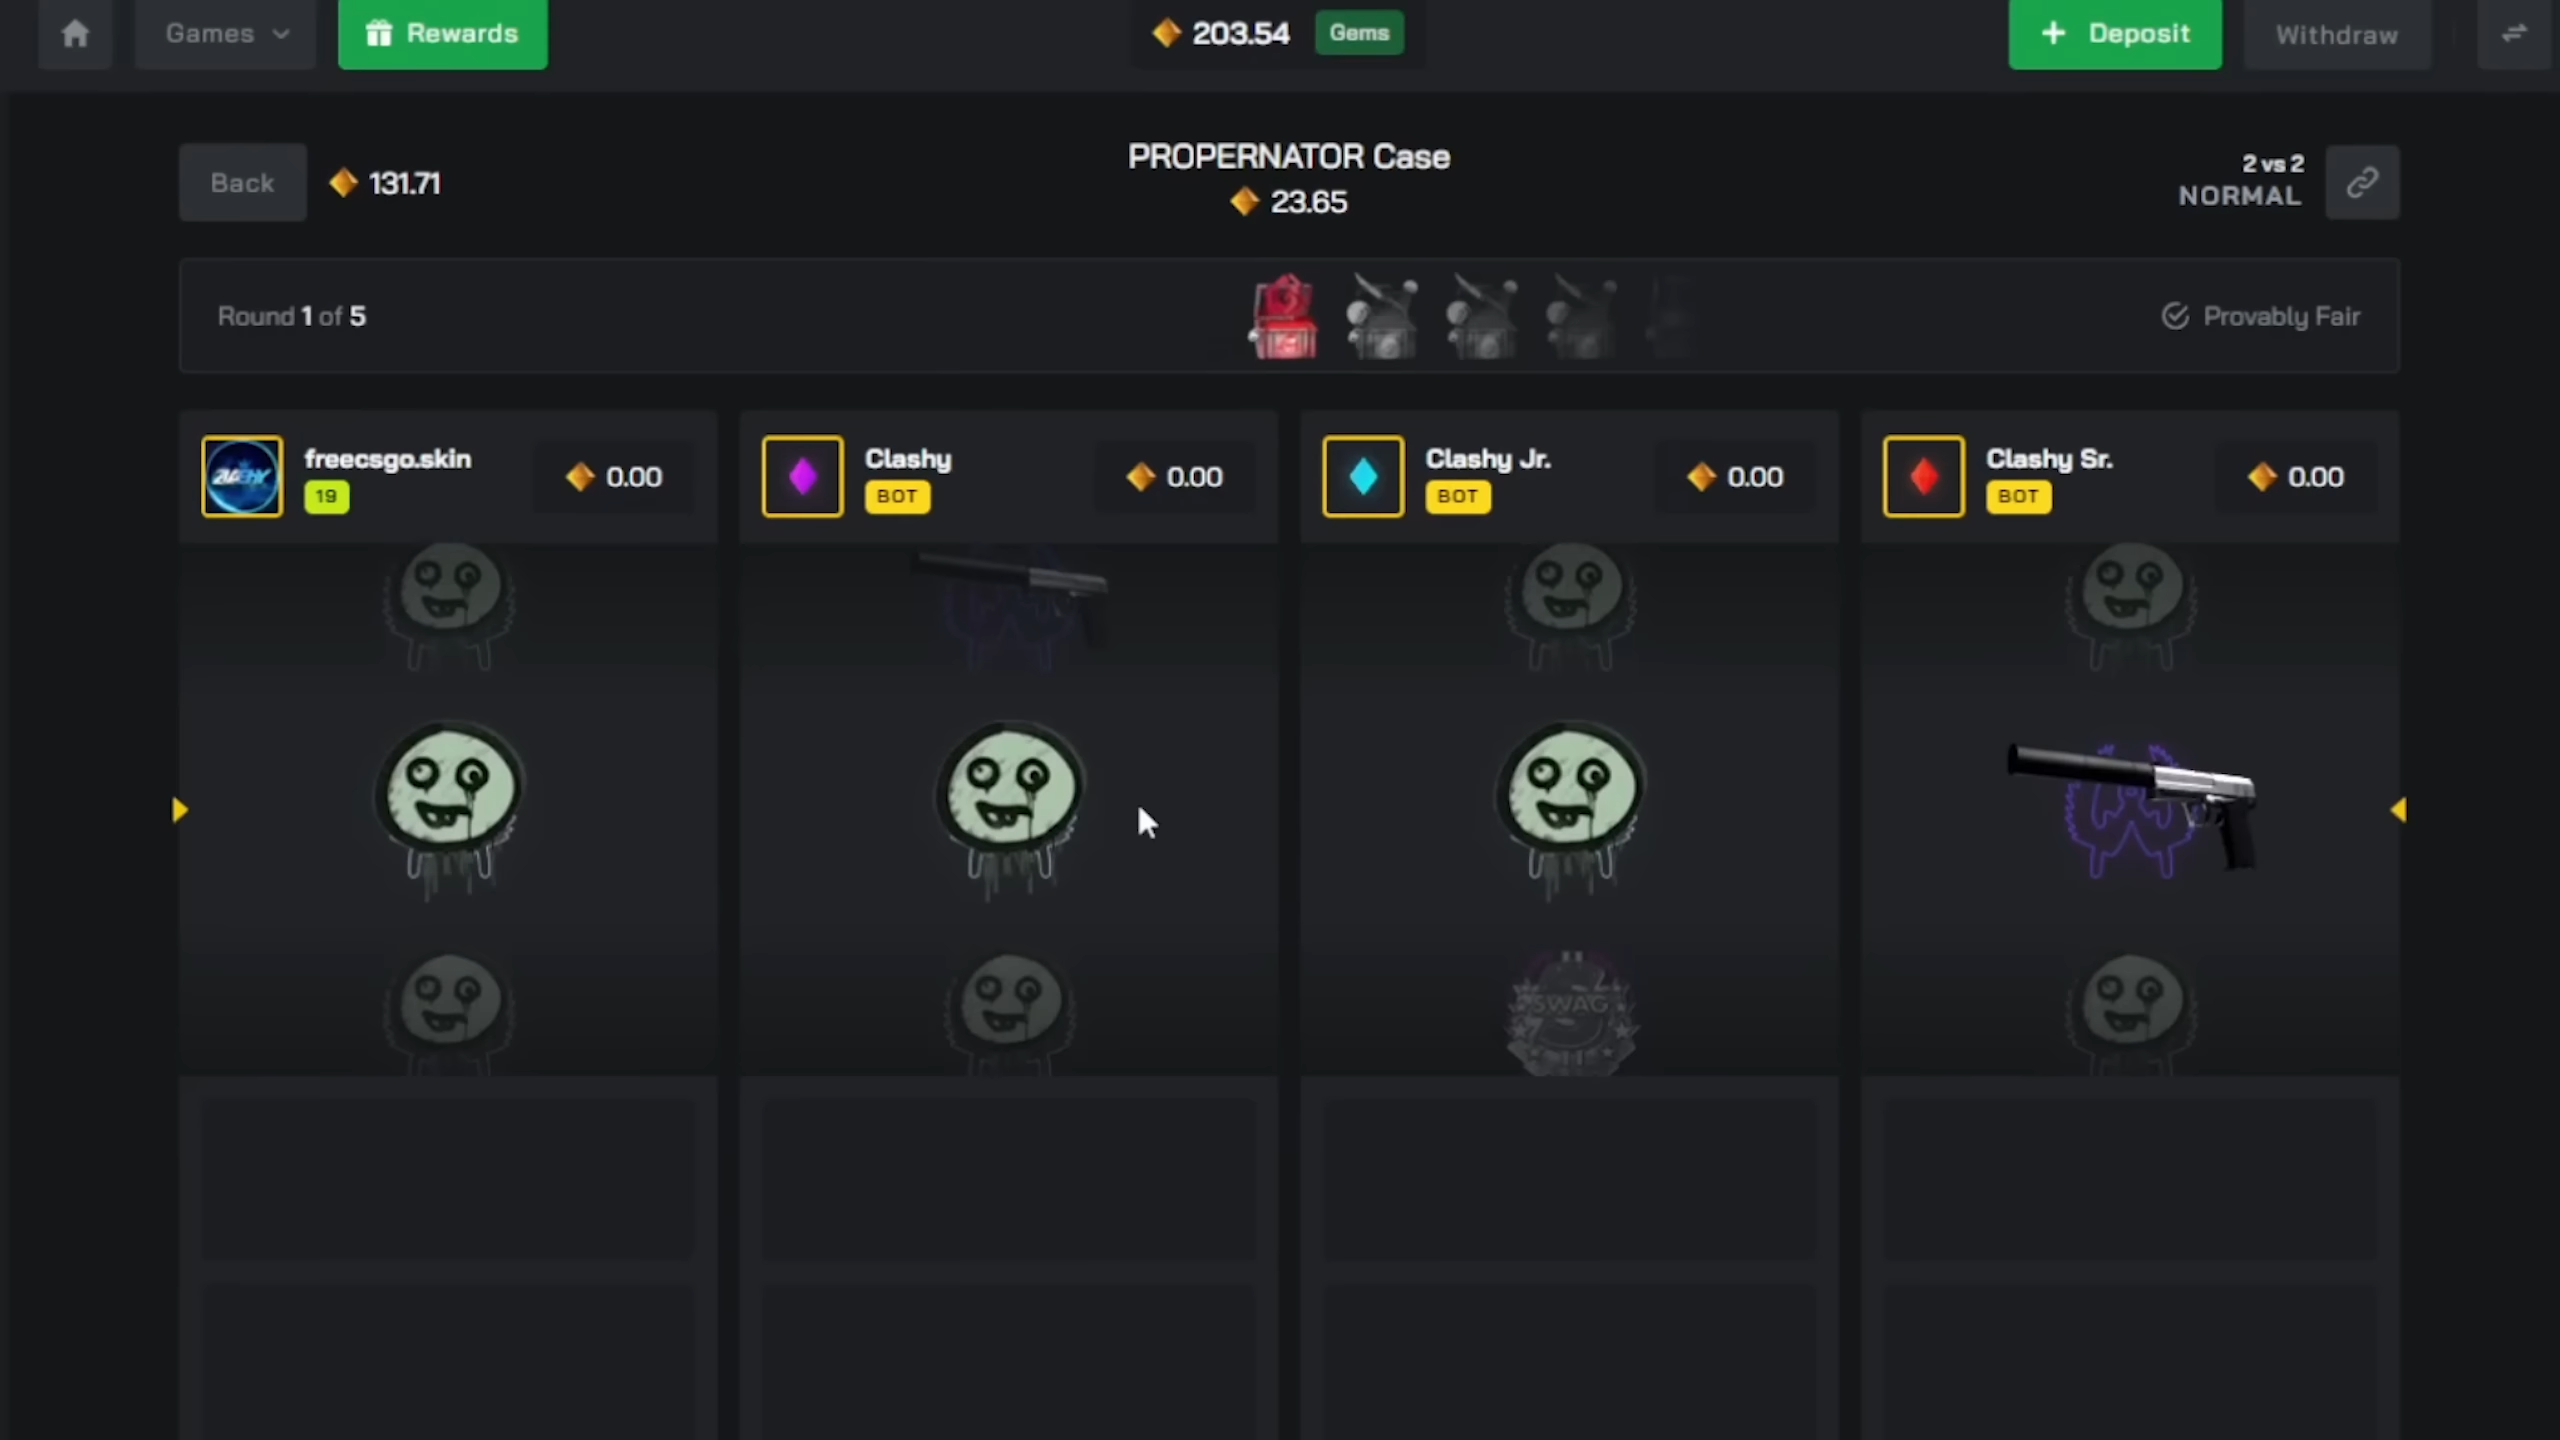 Games
Rewards
203.54
Gems
Deposit
Withdraw
Back
131.71
PROPERNATOR Case
23.65
2 vs 2
NORMAL
Round 1 of 5
Provably Fair
freecsgo.skin
19
0.00
Clashy
BOT
0.00
Clashy Jr.
BOT
0.00
Clashy Sr.
BOT
0.00
SWAG